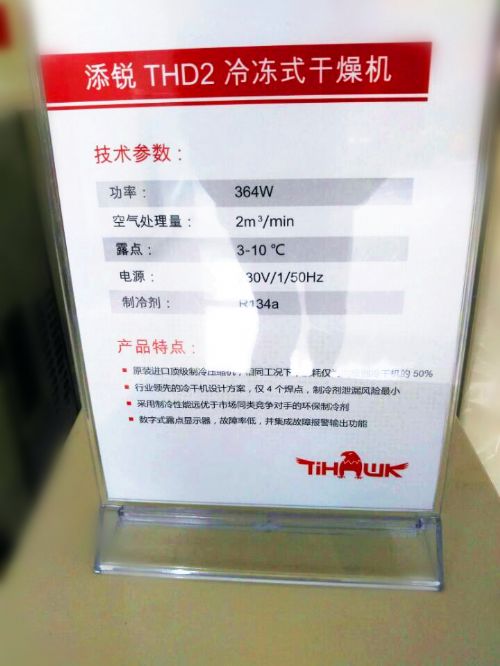 添锐 THD2 冷冻式干燥机
技术参数：
功率： 364W
空气处理量： 2m³/min
露点： 3-10 ℃
电源： 30V/1/50Hz
制冷剂： R134a
产品特点：
▪ 原装进口顶级制冷压缩机，相同工况下 耗仅 冷干机的 50%
▪ 行业领先的冷干机设计方案，仅 4 个焊点，制冷剂泄漏风险最小
▪ 采用制冷性能远优于市场同类竞争对手的环保制冷剂
▪ 数字式露点显示器，故障率低，并集成故障报警输出功能
TiHAWK